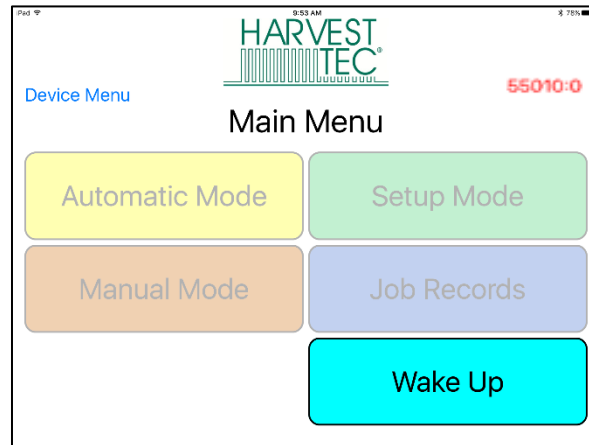 iPad 9:53 AM 78%
HARVEST
TEC®
Device Menu
55010:0
Main Menu
Automatic Mode Setup Mode
Manual Mode Job Records
Wake Up